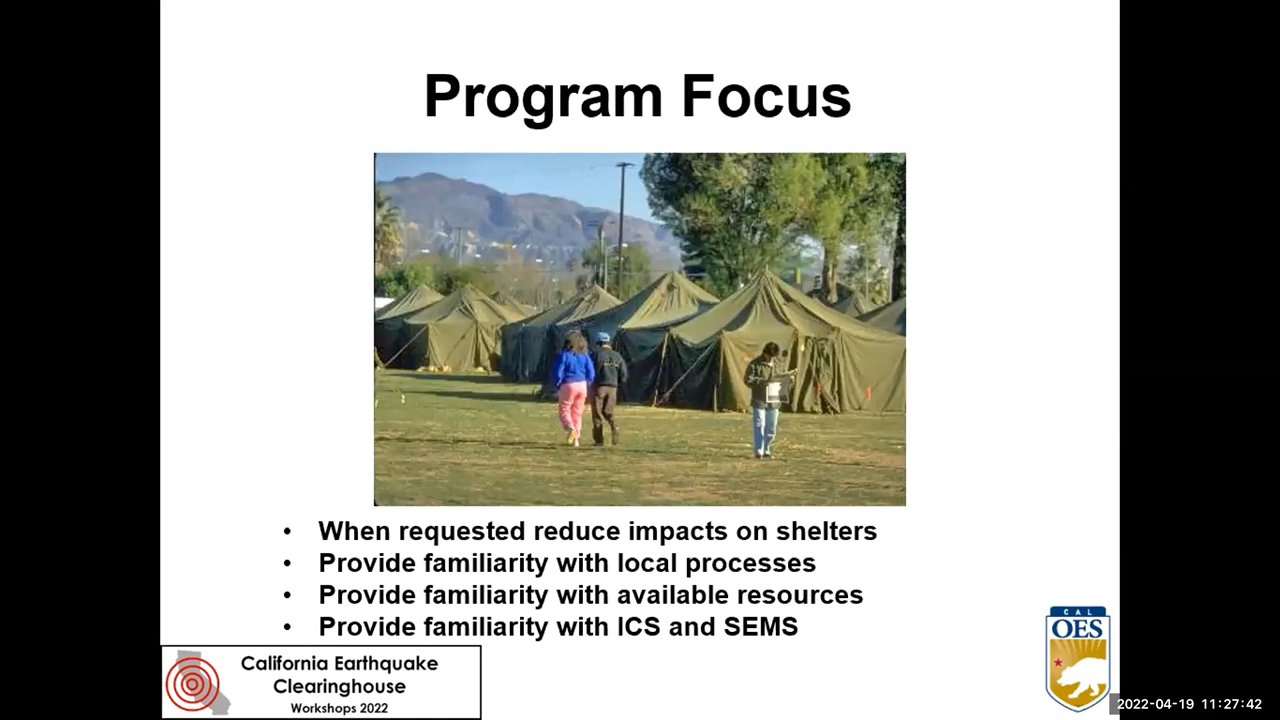 Program Focus
• When requested reduce impacts on shelters
• Provide familiarity with local processes
• Provide familiarity with available resources
• Provide familiarity with ICS and SEMS
California Earthquake
Clearinghouse
Workshops 2022
CAL
OES
2022-04-19 11:27:42